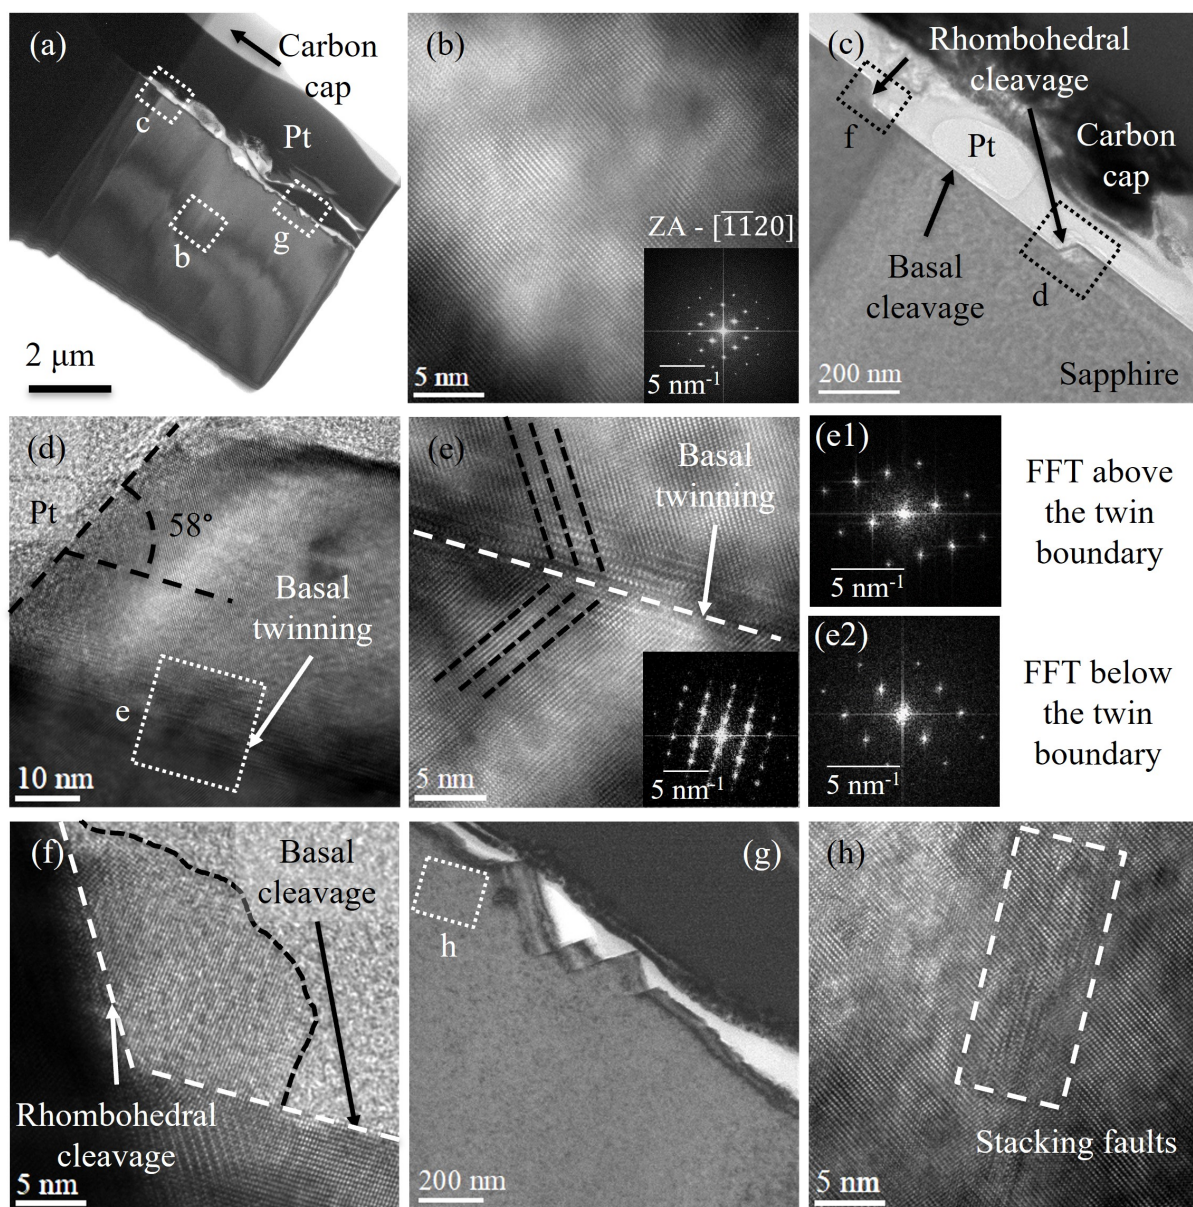 (a)
Carbon
cap
c
Pt
b
g
2 μm
(b)
ZA - [1̅1̅20]
5 nm⁻¹
5 nm
(c)
Rhombohedral
cleavage
f
Pt
Carbon
cap
Basal
cleavage
d
Sapphire
200 nm
(d)
Pt
58°
Basal
twinning
e
10 nm
(e)
Basal
twinning
5 nm⁻¹
5 nm
(e1)
5 nm⁻¹
FFT above
the twin
boundary
(e2)
5 nm⁻¹
FFT below
the twin
boundary
(f)
Basal
cleavage
Rhombohedral
cleavage
5 nm
(g)
h
200 nm
(h)
Stacking faults
5 nm